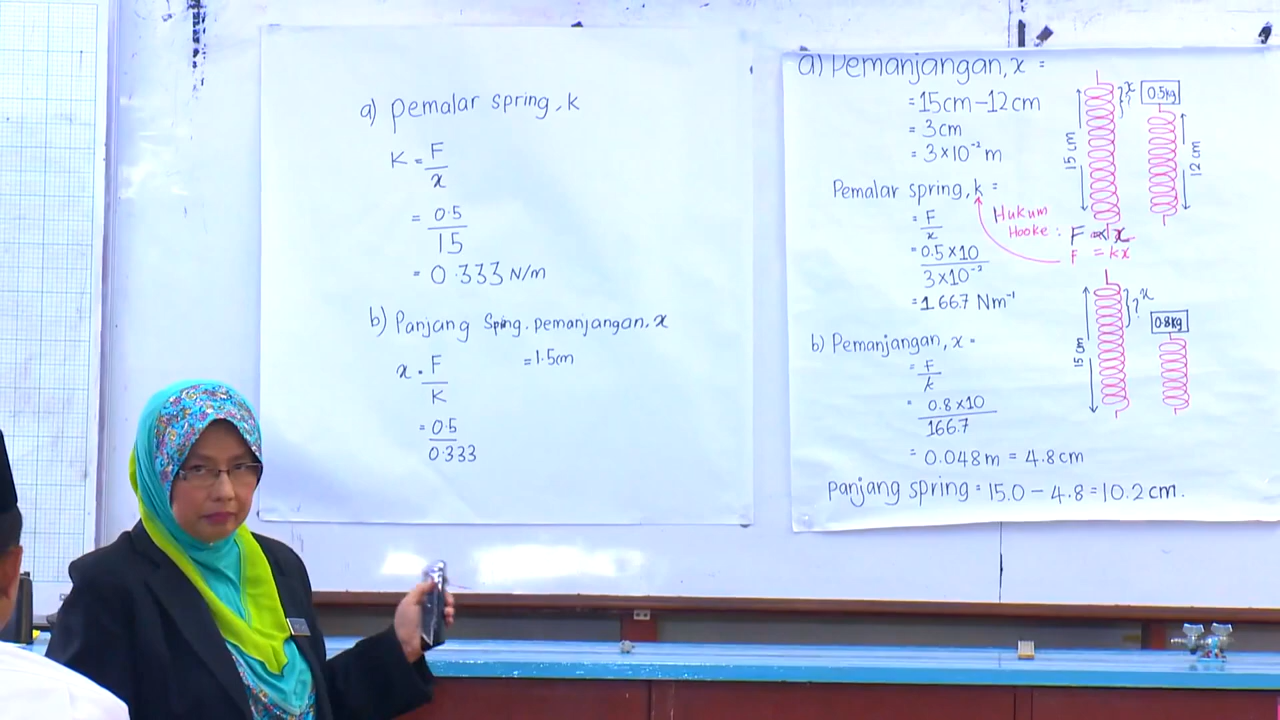 a) pemalar spring, k
K = F/x
= 0.5/15
= 0.333 N/m
b) Panjang Spring. pemanjangan, x
= 1.5cm
x = F/K
= 0.5/0.333
a) Pemanjangan, x =
= 15cm – 12cm
= 3cm
= 3×10⁻² m
Pemalar spring, k =
= F/x
= 0.5×10/3×10⁻²
= 166.7 Nm⁻¹
Hukum
Hooke : F ∝ x
F = kx
b) Pemanjangan, x =
= F/k
= 0.8×10/166.7
= 0.048m = 4.8cm
Panjang spring = 15.0 – 4.8 = 10.2 cm.
15 cm
x
?
0.5kg
12 cm
15 cm
x
?
0.8kg